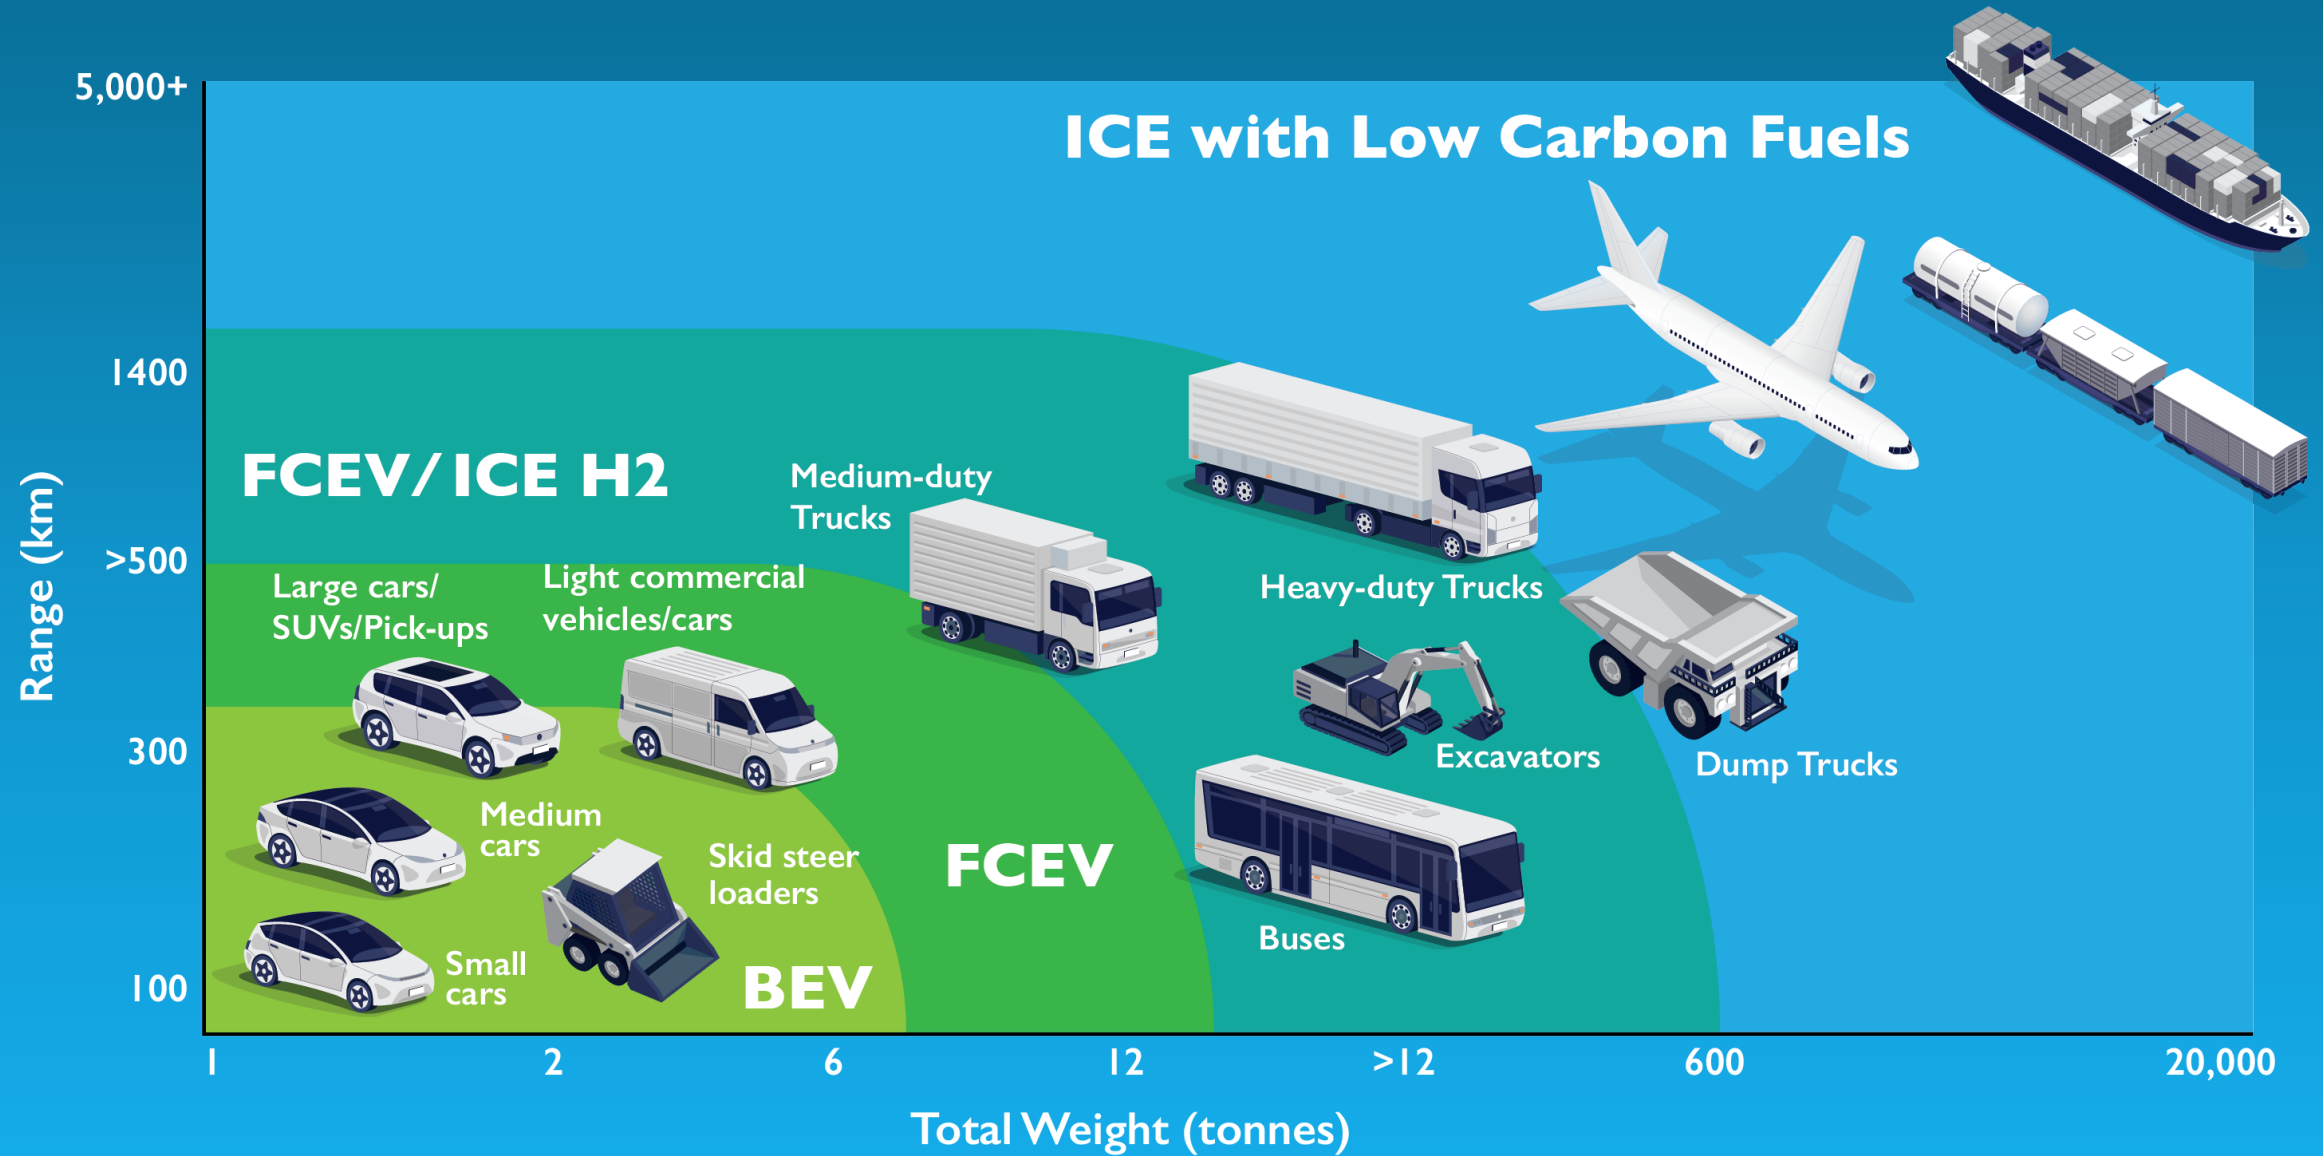 5,000+
ICE with Low Carbon Fuels
1400
FCEV/ICE H2
Medium-duty
Trucks
>500
Range (km)
Large cars/
SUVs/Pick-ups
Light commercial
vehicles/cars
Heavy-duty Trucks
300
Excavators
Dump Trucks
Medium
cars
Skid steer
loaders
FCEV
Buses
Small
cars
BEV
100
1
2
6
12
>12
600
20,000
Total Weight (tonnes)